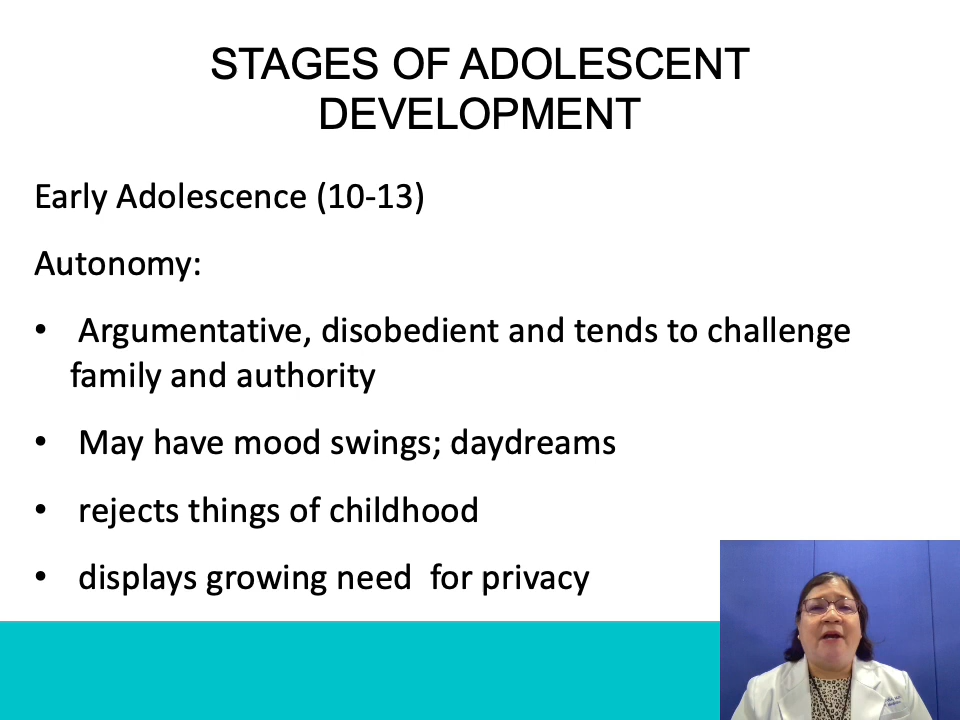 STAGES OF ADOLESCENT
DEVELOPMENT
Early Adolescence (10-13)
Autonomy:
• Argumentative, disobedient and tends to challenge
family and authority
• May have mood swings; daydreams
• rejects things of childhood
• displays growing need  for privacy